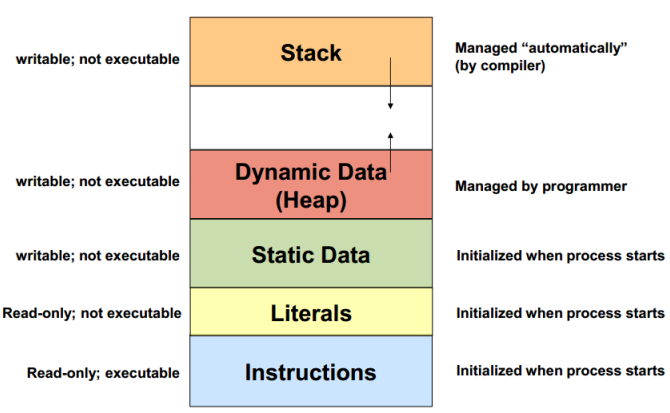 writable; not executable
Stack
Managed “automatically”
(by compiler)
writable; not executable
Dynamic Data
(Heap)
Managed by programmer
writable; not executable
Static Data
Initialized when process starts
Read-only; not executable
Literals
Initialized when process starts
Read-only; executable
Instructions
Initialized when process starts